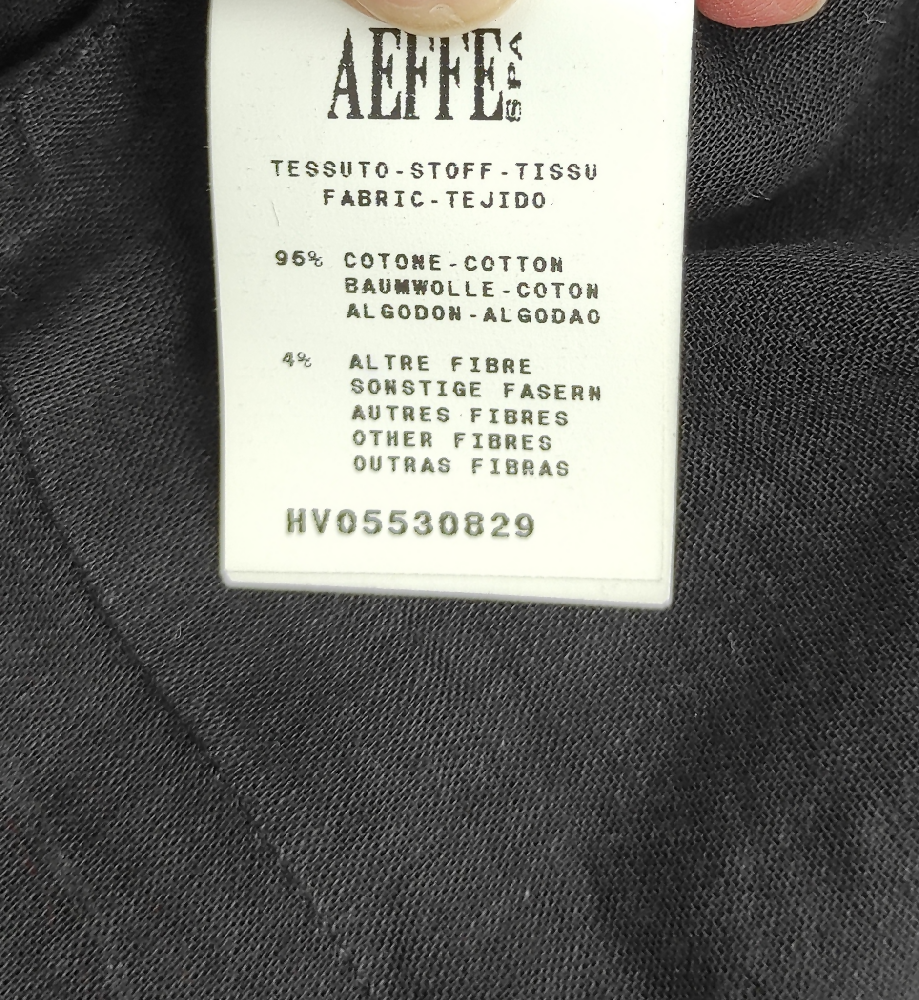 AEFFE SPA
TESSUTO-STOFF-TISSU
FABRIC-TEJIDO
96% COTONE-COTTON
BAUMWOLLE-COTON
ALGODON-ALGODAO
4% ALTRE FIBRE
SONSTIGE FASERN
AUTRES FIBRES
OTHER FIBRES
OUTRAS FIBRAS
HV05530829